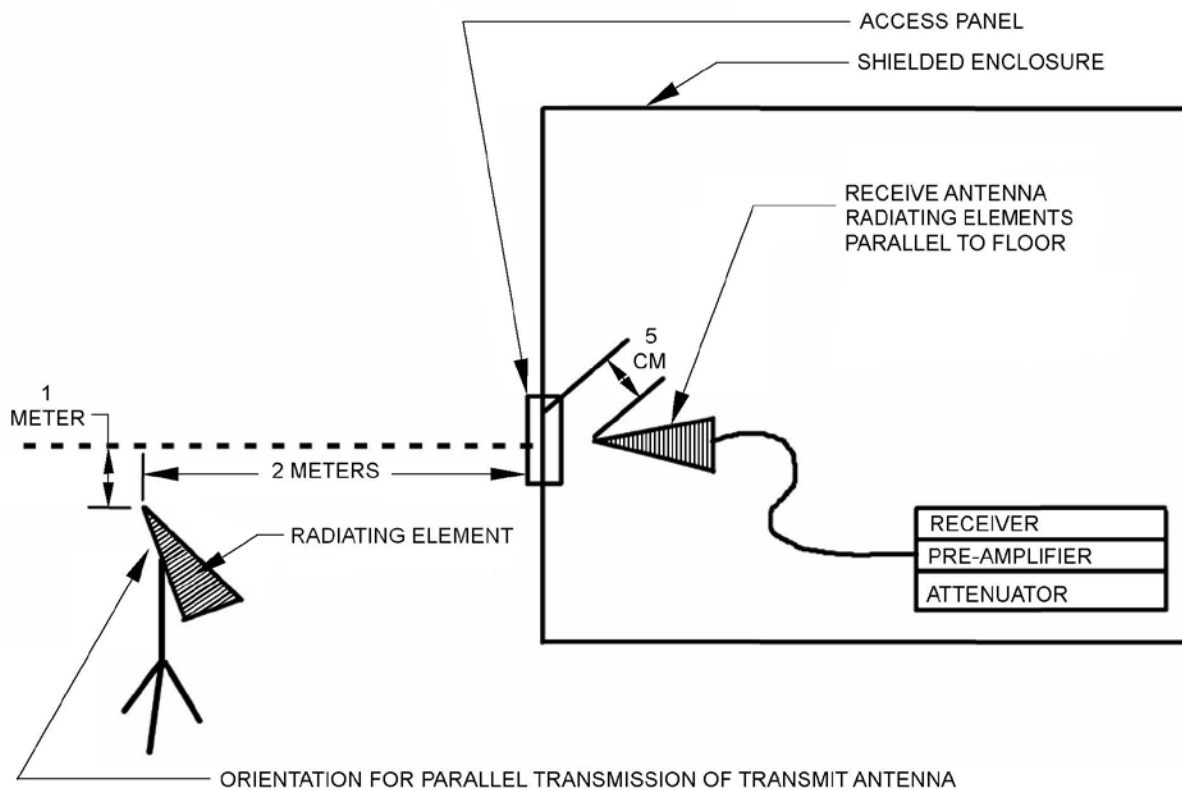 ACCESS PANEL
SHIELDED ENCLOSURE
RECEIVE ANTENNA
RADIATING ELEMENTS
PARALLEL TO FLOOR
5
CM
1
METER
2 METERS
RADIATING ELEMENT
RECEIVER
PRE-AMPLIFIER
ATTENUATOR
ORIENTATION FOR PARALLEL TRANSMISSION OF TRANSMIT ANTENNA